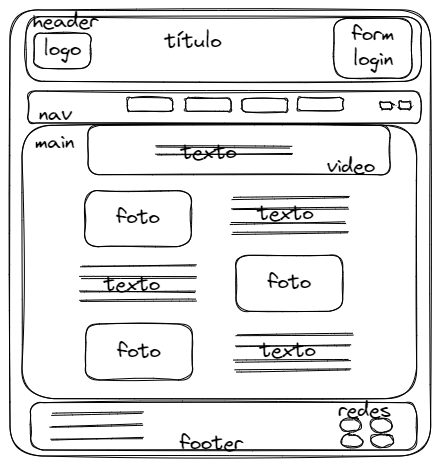 header
logo
título
form
login
nav
main
texto
video
foto
texto
texto
foto
foto
texto
redes
footer